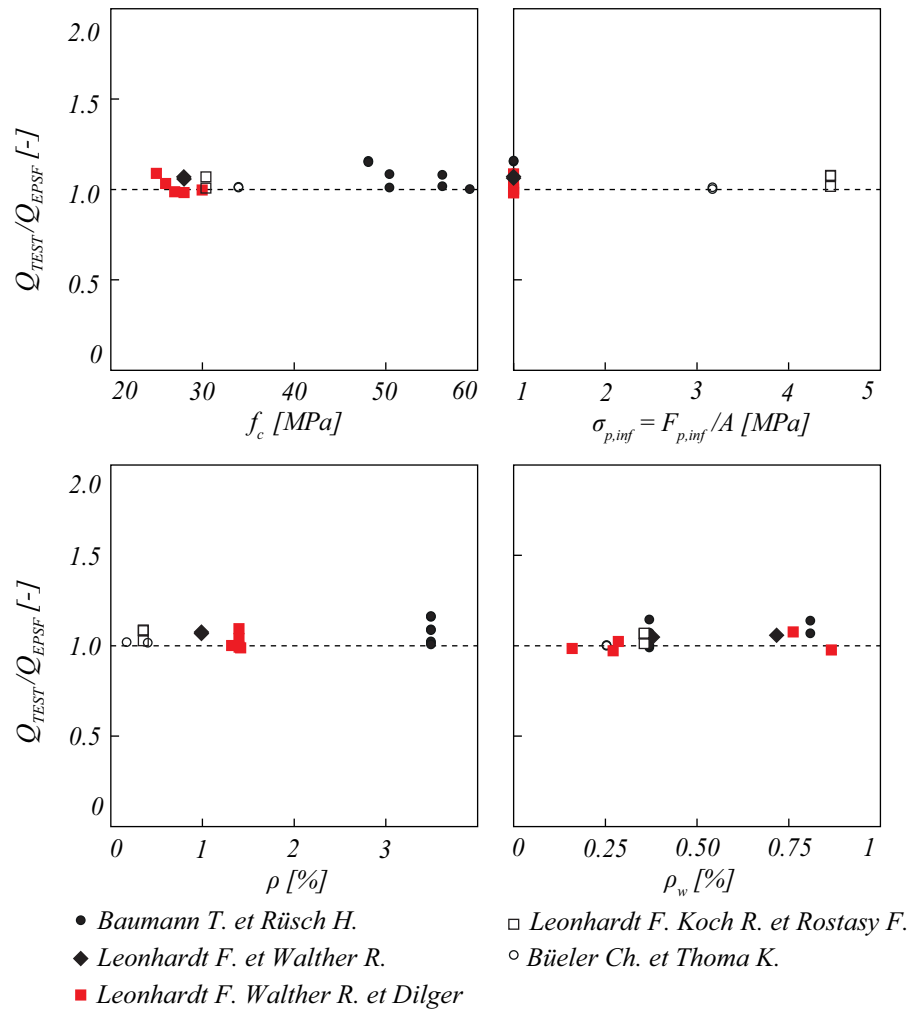 Q_TEST/Q_EPSF [-]
2.0
1.5
1.0
0.5
0
20 30 40 50 60
f_c [MPa]
1 2 3 4 5
σ_p,inf = F_p,inf /A [MPa]
Q_TEST/Q_EPSF [-]
2.0
1.5
1.0
0.5
0
0 1 2 3
ρ [%]
0 0.25 0.50 0.75 1
ρ_w [%]
Baumann T. et Rüsch H.
Leonhardt F. et Walther R.
Leonhardt F. Walther R. et Dilger
Leonhardt F. Koch R. et Rostasy F.
Büeler Ch. et Thoma K.